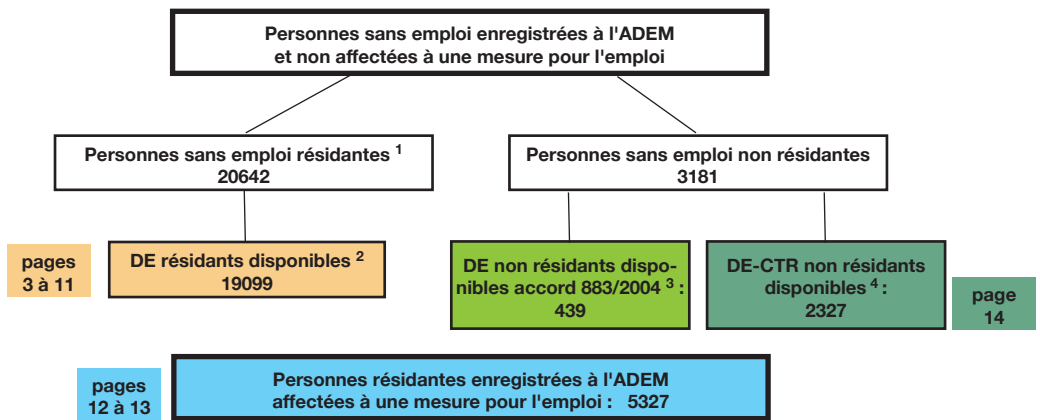 Personnes sans emploi enregistrées à l'ADEM
et non affectées à une mesure pour l'emploi
Personnes sans emploi résidantes 1
20642
Personnes sans emploi non résidantes
3181
pages
3 à 11
DE résidants disponibles 2
19099
DE non résidants dispo-
nibles accord 883/2004 3 :
439
DE-CTR non résidants
disponibles 4 :
2327
page
14
pages
12 à 13
Personnes résidantes enregistrées à l'ADEM
affectées à une mesure pour l'emploi : 5327